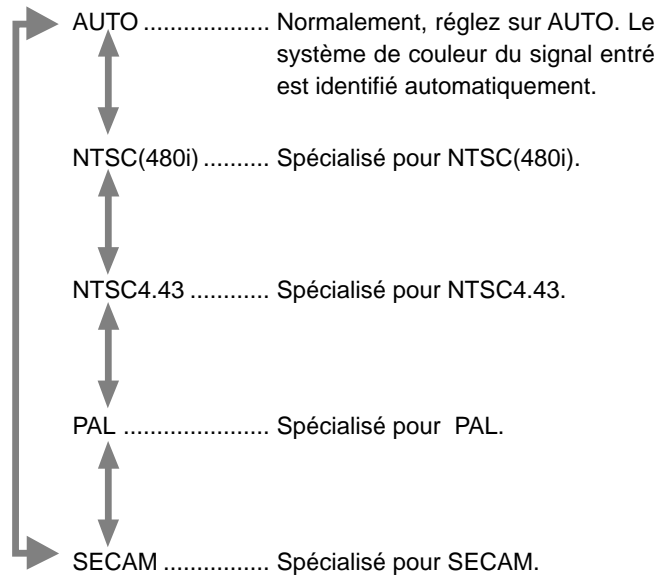 AUTO ................... Normalement, réglez sur AUTO. Le
système de couleur du signal entré
est identifié automatiquement.
NTSC(480i) .......... Spécialisé pour NTSC(480i).
NTSC4.43 ............ Spécialisé pour NTSC4.43.
PAL ...................... Spécialisé pour  PAL.
SECAM ................ Spécialisé pour SECAM.